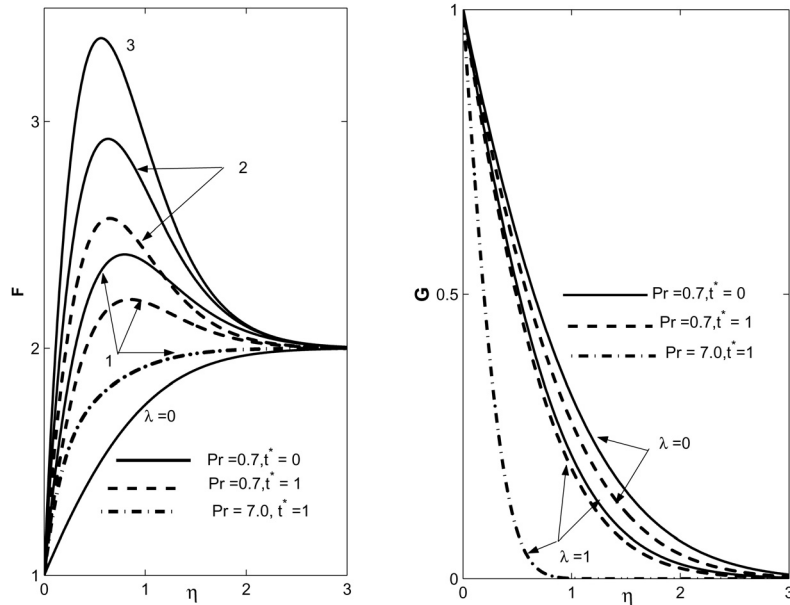 3
2
1
F
0
1
2
3
η
3
2
1
λ =0
Pr =0.7,t* = 0
Pr =0.7,t* = 1
Pr = 7.0, t* =1
1
0.5
0
G
0
1
2
3
η
Pr =0.7,t* = 0
Pr =0.7,t* = 1
Pr = 7.0,t*=1
λ =0
λ =1